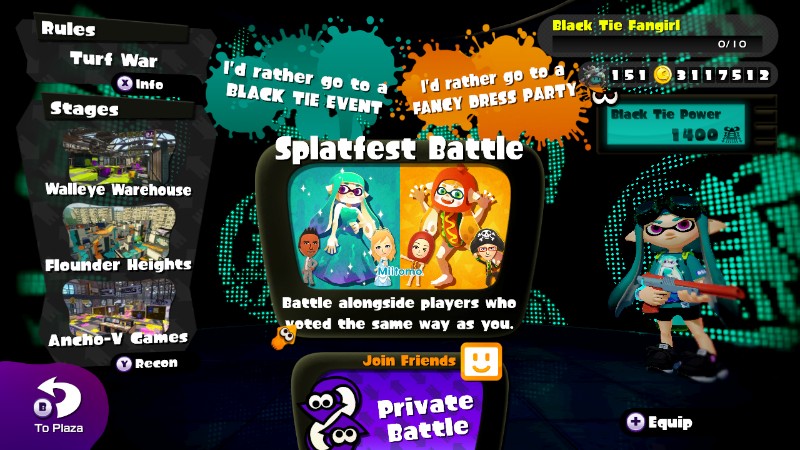 Rules
Turf War
X Info
Stages
Walleye Warehouse
Flounder Heights
Ancho-V Games
Y Recon
B
To Plaza
I'd rather go to a
BLACK TIE EVENT
I'd rather go to a
FANCY DRESS PARTY
Splatfest Battle
Miitomo
Battle alongside players who
voted the same way as you.
Join Friends
Private
Battle
Black Tie Fangirl
0/10
151 3117512
Black Tie Power
1400
+ Equip